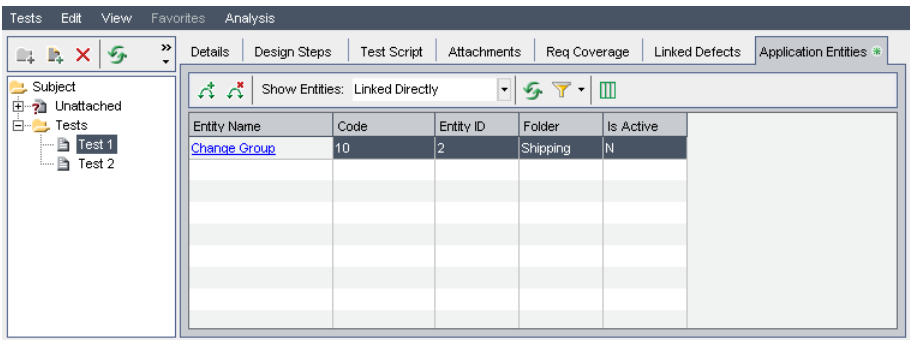 Tests Edit View Favorites Analysis
Details Design Steps Test Script Attachments Req Coverage Linked Defects Application Entities
Subject
Unattached
Tests
Test 1
Test 2
Show Entities: Linked Directly
Entity Name Code Entity ID Folder Is Active
Change Group 10 2 Shipping N